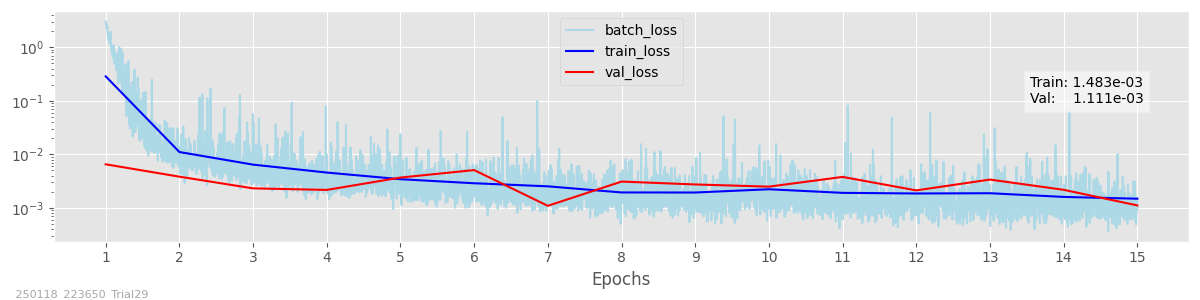 batch_loss
train_loss
val_loss
Train: 1.483e-03
Val: 1.111e-03
10⁰
10⁻¹
10⁻²
10⁻³
1 2 3 4 5 6 7 8 9 10 11 12 13 14 15
Epochs
250118_223650_Trial29